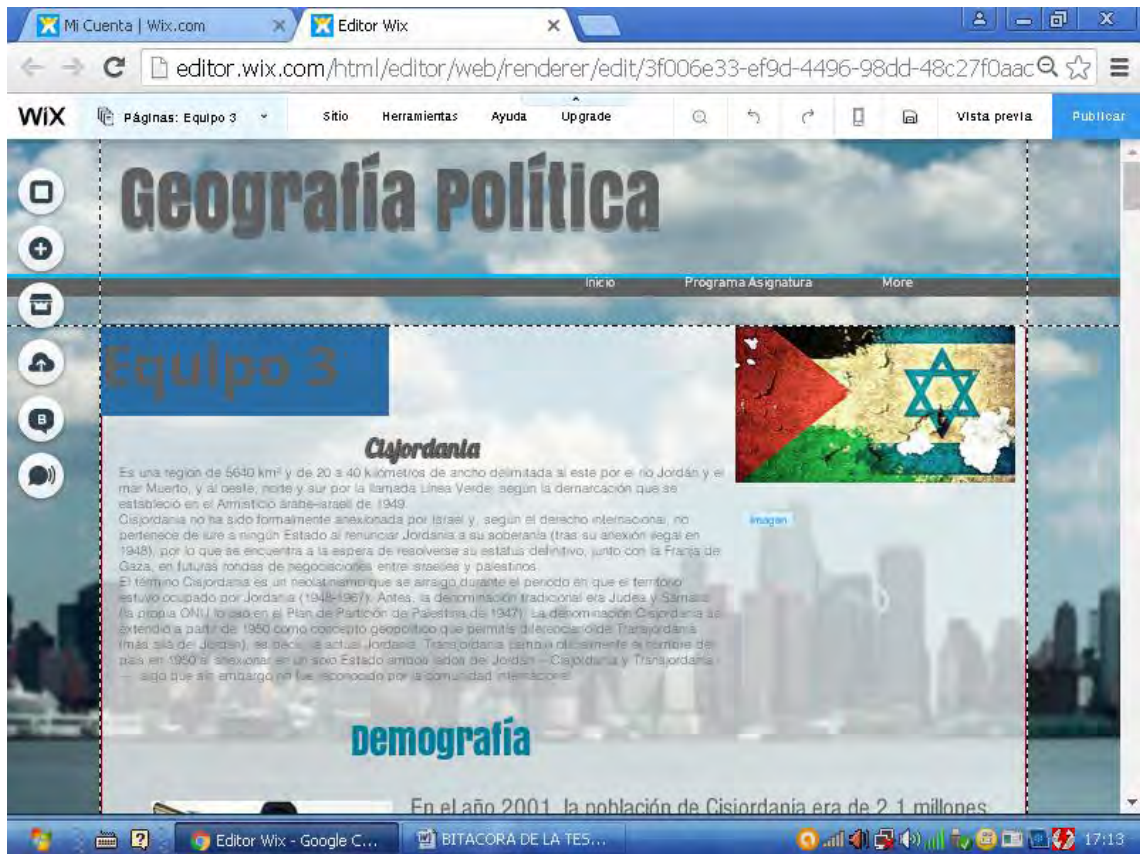 Mi Cuenta | Wix.com
Editor Wix
editor.wix.com/html/editor/web/renderer/edit/3f006e33-ef9d-4496-98dd-48c27f0aac
WiX
Páginas: Equipo 3
Sitio
Herramientas
Ayuda
Upgrade
Vista previa
Publicar
Geografía Política
Inicio
Programa Asignatura
More
Equipo 3
Cisjordania
Es una región de 5640 km² y de 20 a 40 kilómetros de ancho delimitada al este por el río Jordán y el
mar Muerto, y al oeste, norte y sur por la llamada Línea Verde, según la demarcación que se
estableció en el Armisticio árabe-israelí de 1949.
Cisjordania no ha sido formalmente anexionada por Israel y, según el derecho internacional, no
pertenece de iure a ningún Estado al renunciar Jordania a su soberanía (tras su anexión ilegal en
1948), por lo que se encuentra a la espera de resolverse su estatus definitivo, junto con la Franja de
Gaza, en futuras rondas de negociaciones entre israelíes y palestinos.
El término Cisjordania es un neolatinismo que se arraigó durante el periodo en que el territorio
estuvo ocupado por Jordania (1948-1967). Antes, la denominación tradicional era Judea y Samaria
(la propia ONU lo usó en el Plan de Partición de Palestina de 1947). La denominación Cisjordania se
extendió a partir de 1950 como concepto geopolítico que permitía diferenciarlo de Transjordania
(más allá del Jordán), es decir, la actual Jordania. Transjordania cambió oficialmente el nombre del
país en 1950 al anexionar en un solo Estado ambos lados del Jordán – Cisjordania y Transjordania
— algo que sin embargo no fue reconocido por la comunidad internacional.
Imagen
Demografía
En el año 2001, la población de Cisjordania era de 2,1 millones
B
Editor Wix - Google C...
BITACORA DE LA TES...
17:13